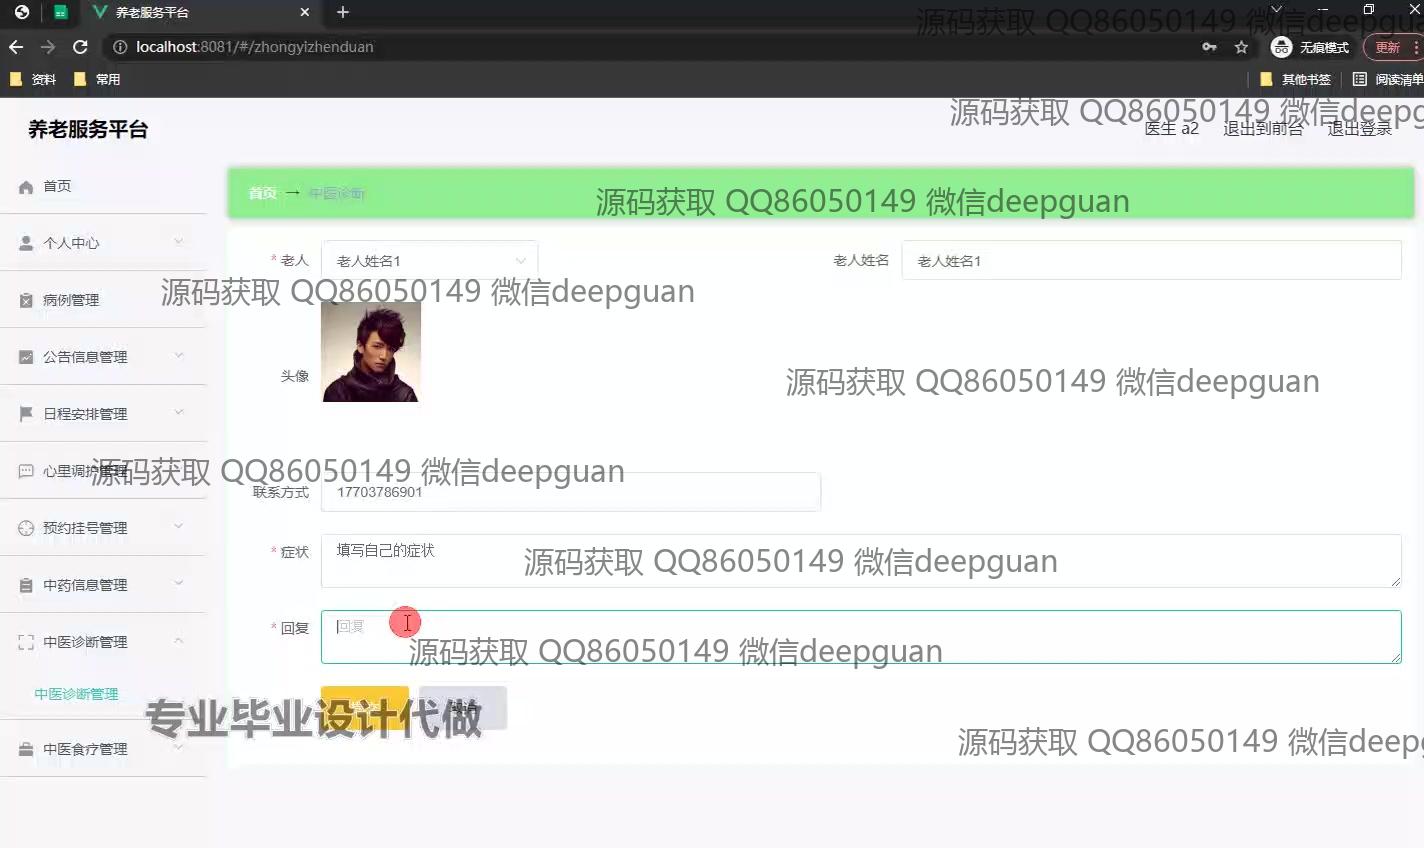 养老服务平台
localhost:8081/#/zhongyizhenduan
无痕模式
更新
资料
常用
其他书签
阅读清单
源码获取 QQ86050149 微信deepgua
养老服务平台
源码获取 QQ86050149 微信deepg
医生 a2
退出到前台
退出登录
首页
首页 → 中医诊断
源码获取 QQ86050149 微信deepguan
个人中心
* 老人
老人姓名1
老人姓名
老人姓名1
源码获取 QQ86050149 微信deepguan
病例管理
公告信息管理
头像
源码获取 QQ86050149 微信deepguan
日程安排管理
心里调护管理
源码获取 QQ86050149 微信deepguan
联系方式
17703786901
预约挂号管理
* 症状
填写自己的症状
源码获取 QQ86050149 微信deepguan
中药信息管理
* 回复
回复
中医诊断管理
源码获取 QQ86050149 微信deepguan
中医诊断管理
取消
专业毕业设计代做
中医食疗管理
源码获取 QQ86050149 微信deep